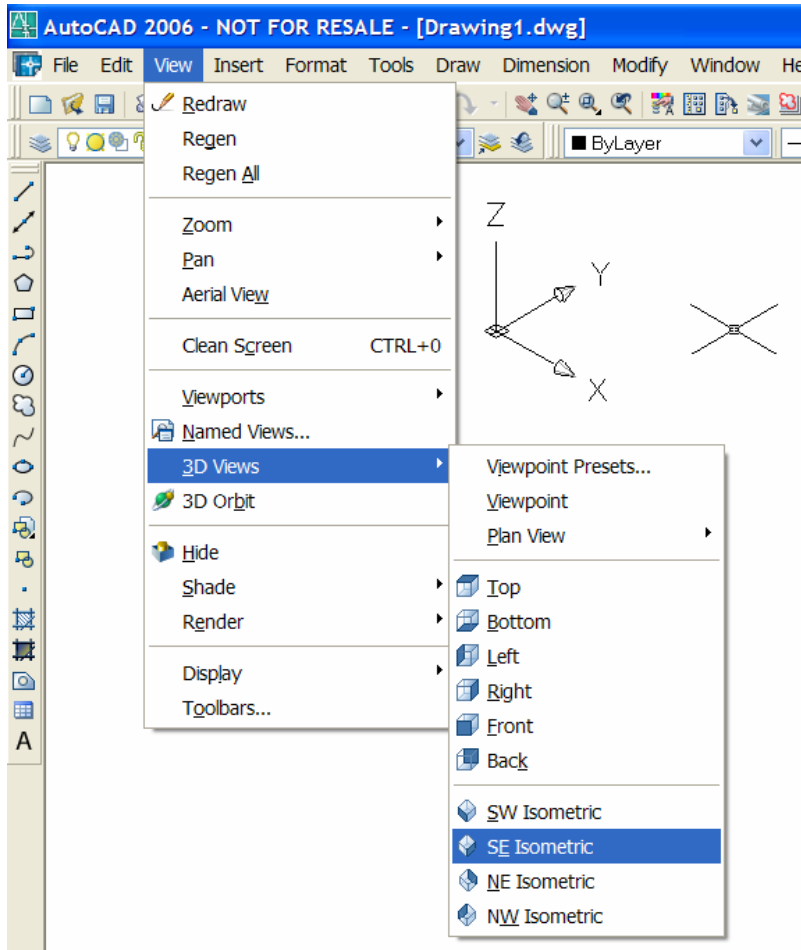 AutoCAD 2006 - NOT FOR RESALE - [Drawing1.dwg]
File Edit View Insert Format Tools Draw Dimension Modify Window He
Redraw
Regen
Regen All
Zoom
Pan
Aerial View
Clean Screen CTRL+0
Viewports
Named Views...
3D Views
3D Orbit
Hide
Shade
Render
Display
Toolbars...
ByLayer
Z
Y
X
Viewpoint Presets...
Viewpoint
Plan View
Top
Bottom
Left
Right
Front
Back
SW Isometric
SE Isometric
NE Isometric
NW Isometric
A